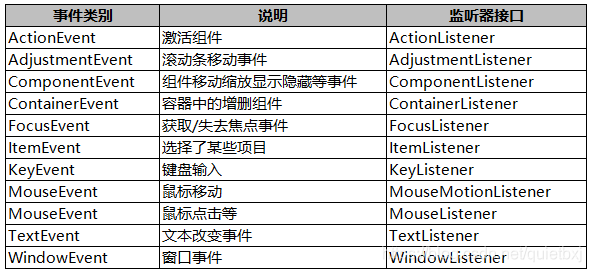 事件类别 说明 监听器接口
ActionEvent 激活组件 ActionListener
AdjustmentEvent 滚动条移动事件 AdjustmentListener
ComponentEvent 组件移动缩放显示隐藏等事件 ComponentListener
ContainerEvent 容器中的增删组件 ContainerListener
FocusEvent 获取/失去焦点事件 FocusListener
ItemEvent 选择了某些项目 ItemListener
KeyEvent 键盘输入 KeyListener
MouseEvent 鼠标移动 MouseMotionListener
MouseEvent 鼠标点击等 MouseListener
TextEvent 文本改变事件 TextListener
WindowEvent 窗口事件 WindowListener